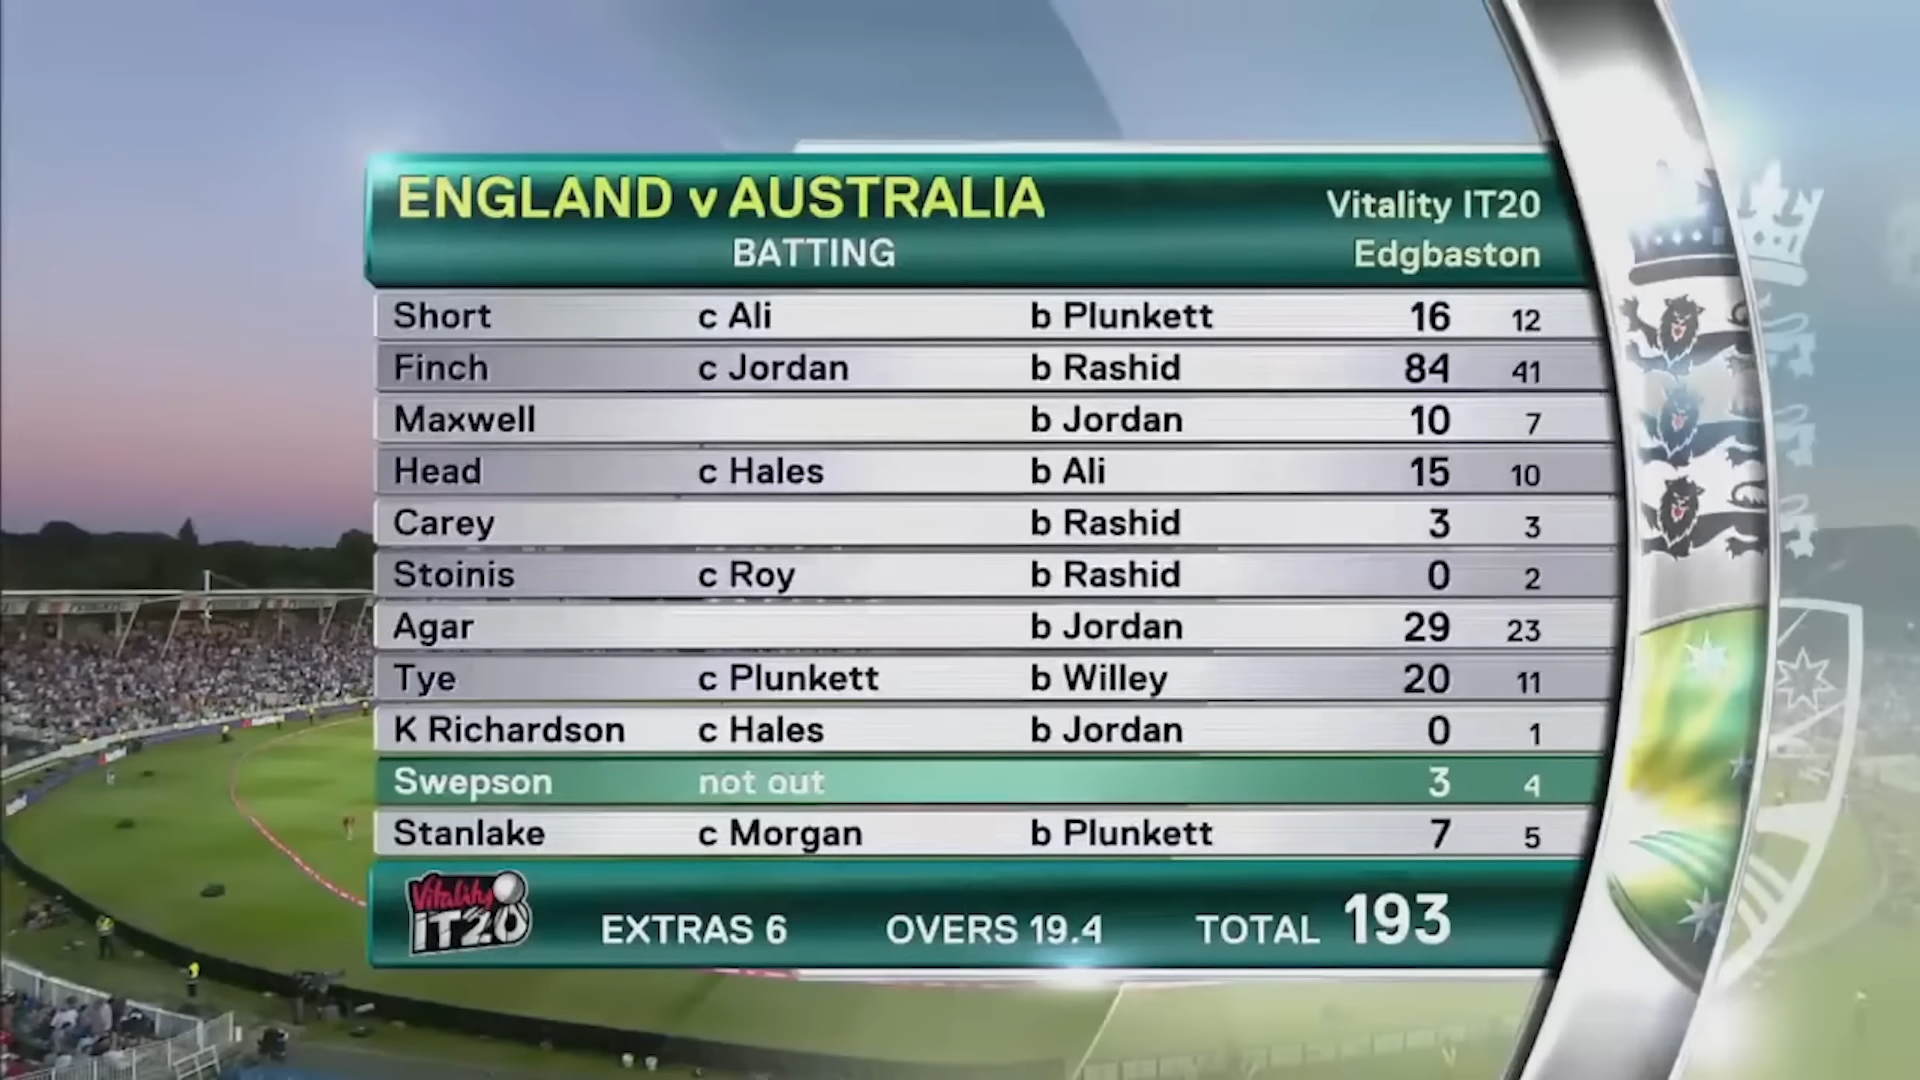 ENGLAND v AUSTRALIA Vitality IT20
BATTING Edgbaston
Short c Ali b Plunkett 16 12
Finch c Jordan b Rashid 84 41
Maxwell b Jordan 10 7
Head c Hales b Ali 15 10
Carey b Rashid 3 3
Stoinis c Roy b Rashid 0 2
Agar b Jordan 29 23
Tye c Plunkett b Willey 20 11
K Richardson c Hales b Jordan 0 1
Swepson not out 3 4
Stanlake c Morgan b Plunkett 7 5
Vitality
IT20
EXTRAS 6 OVERS 19.4 TOTAL 193